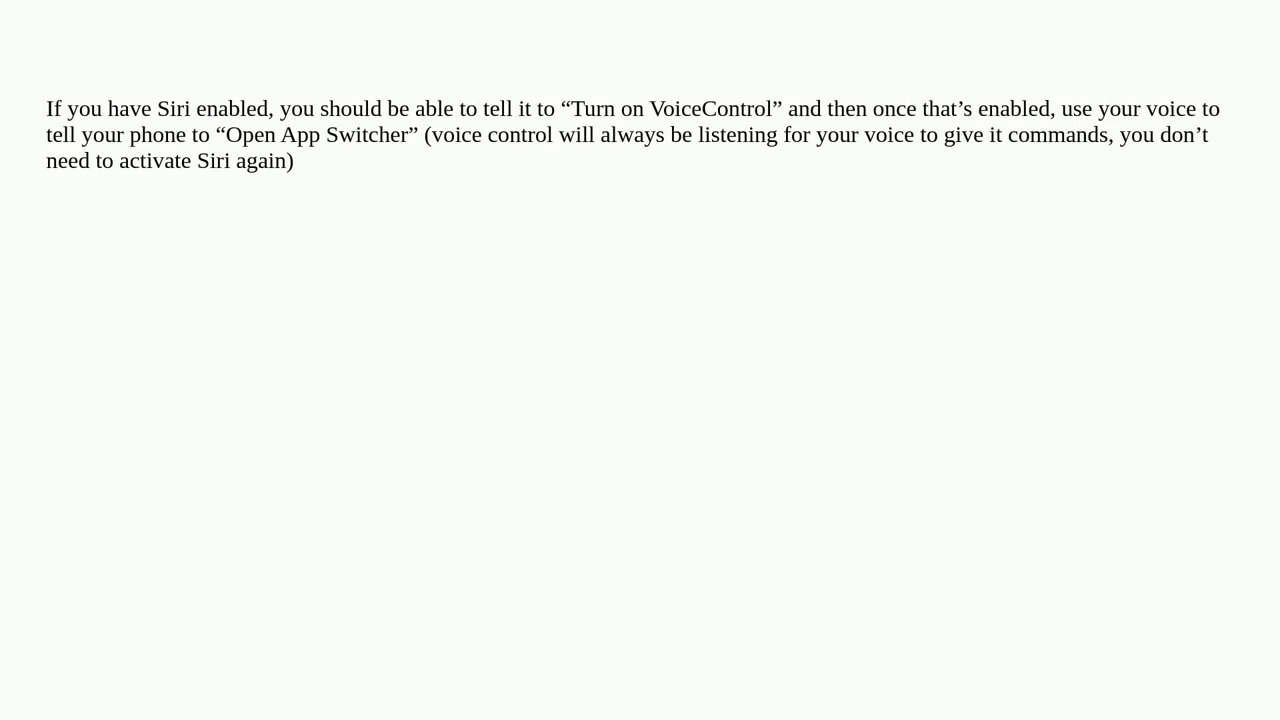 If you have Siri enabled, you should be able to tell it to “Turn on VoiceControl” and then once that’s enabled, use your voice to
tell your phone to “Open App Switcher” (voice control will always be listening for your voice to give it commands, you don’t
need to activate Siri again)